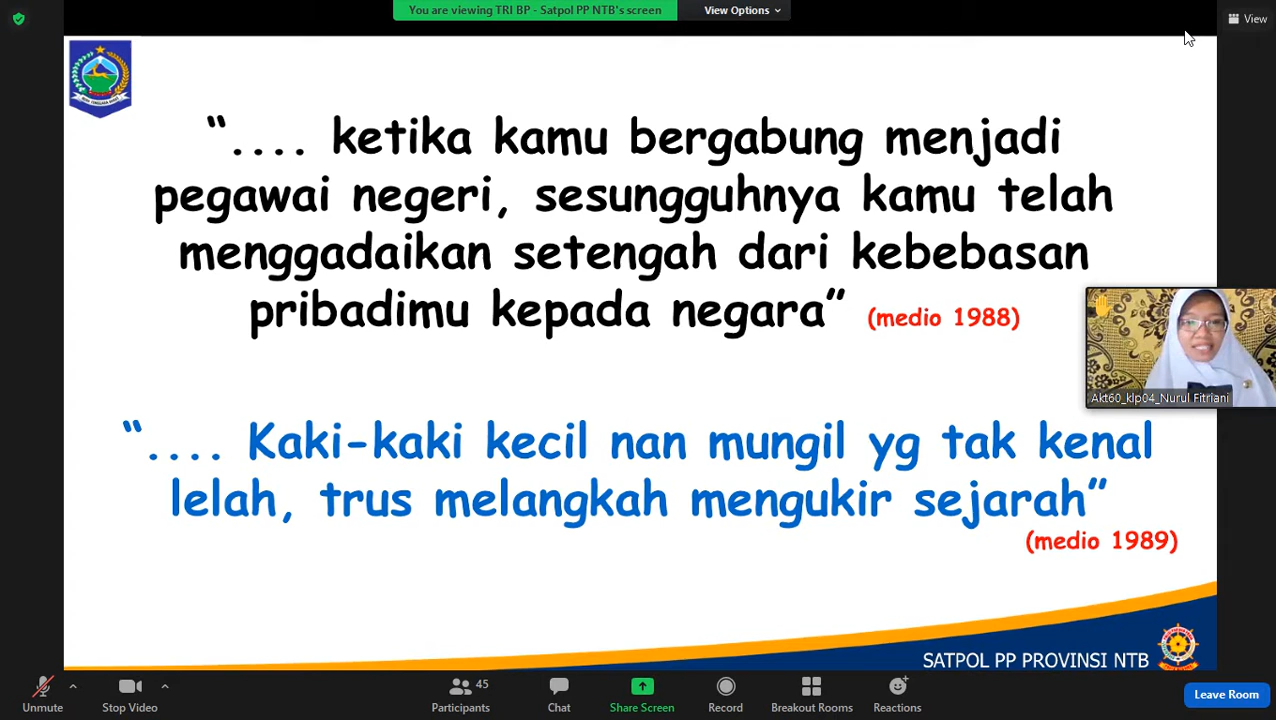 You are viewing TRI BP - Satpol PP NTB's screen
View Options
View
“.... ketika kamu bergabung menjadi
pegawai negeri, sesungguhnya kamu telah
menggadaikan setengah dari kebebasan
pribadimu kepada negara” (medio 1988)
Akt60_klp04_Nurul Fitriani
“.... Kaki-kaki kecil nan mungil yg tak kenal
lelah, trus melangkah mengukir sejarah”
(medio 1989)
SATPOL PP PROVINSI NTB
Unmute
Stop Video
45
Participants
Chat
Share Screen
Record
Breakout Rooms
Reactions
Leave Room